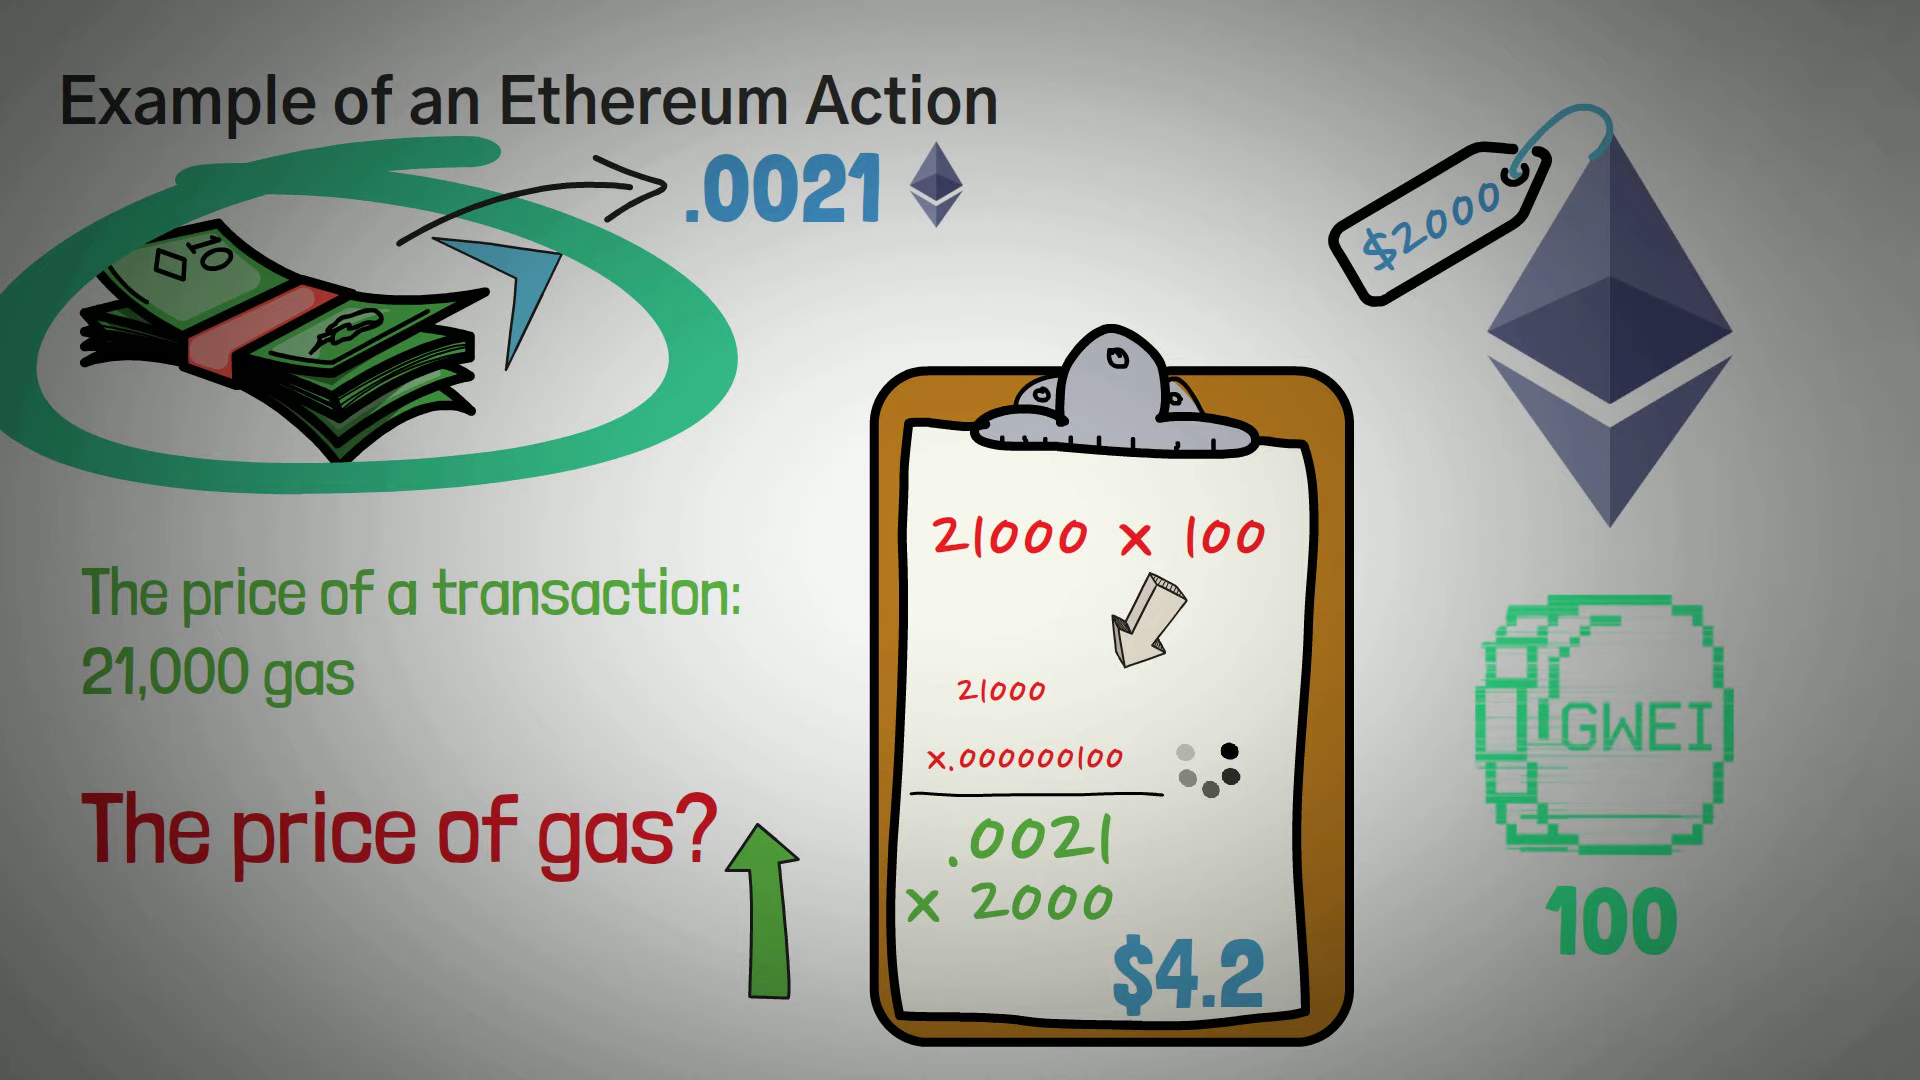 Example of an Ethereum Action
.0021
10
$2000
The price of a transaction:
21,000 gas
The price of gas?
21000 x 100
21000
x.000000100
.0021
x 2000
$4.2
GWEI
100